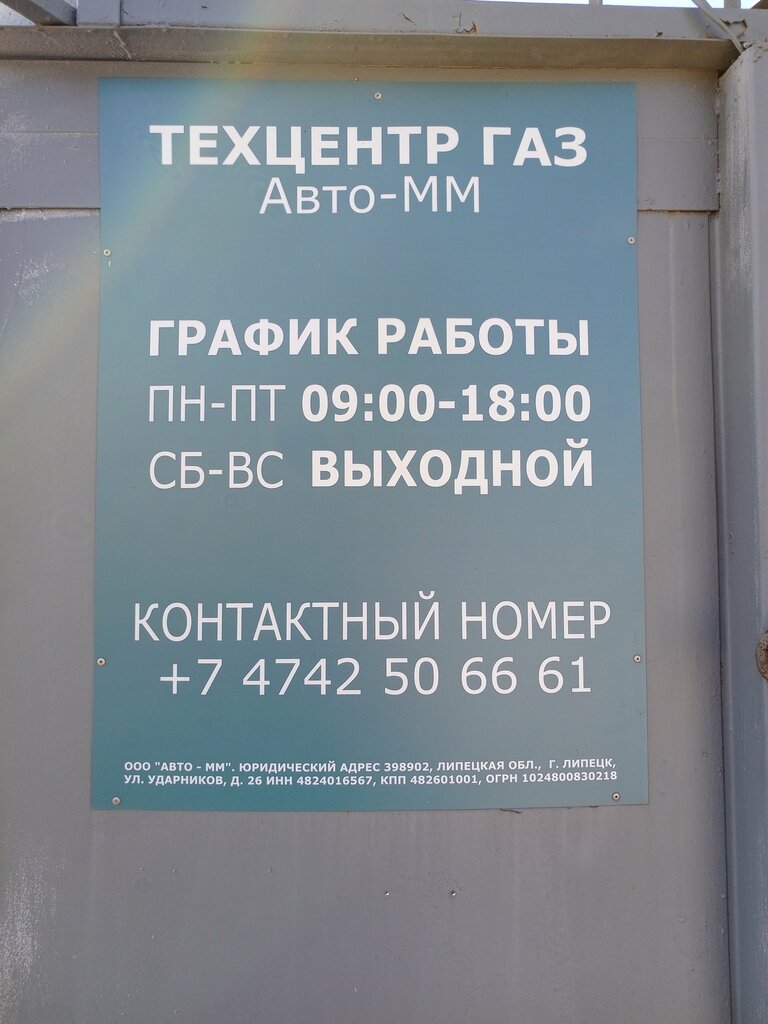 ТЕХЦЕНТР ГАЗ
Авто-ММ
ГРАФИК РАБОТЫ
ПН-ПТ 09:00-18:00
СБ-ВС ВЫХОДНОЙ
КОНТАКТНЫЙ НОМЕР
+7 4742 50 66 61
ООО "АВТО - ММ". ЮРИДИЧЕСКИЙ АДРЕС 398902, ЛИПЕЦКАЯ ОБЛ., Г. ЛИПЕЦК,
УЛ. УДАРНИКОВ, Д. 26 ИНН 4824016567, КПП 482601001, ОГРН 1024800830218